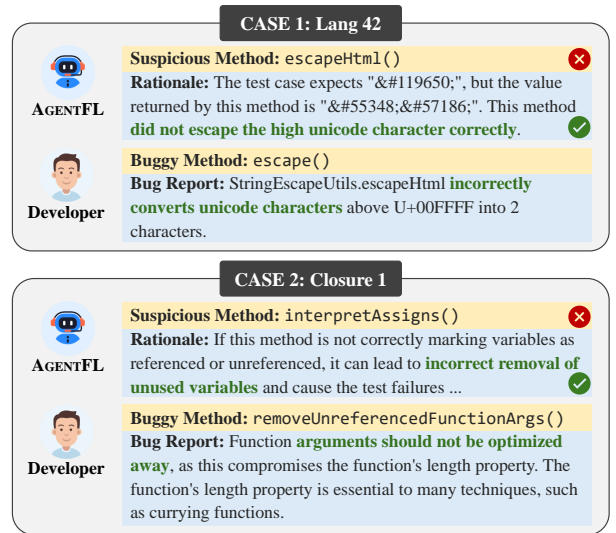 CASE 1: Lang 42
Suspicious Method: escapeHtml()
Rationale: The test case expects "&#119650;", but the value
returned by this method is "&#55348;&#57186;". This method
did not escape the high unicode character correctly.
AGENTFL
Buggy Method: escape()
Bug Report: StringEscapeUtils.escapeHtml incorrectly
converts unicode characters above U+00FFFF into 2
characters.
Developer
CASE 2: Closure 1
Suspicious Method: interpretAssigns()
Rationale: If this method is not correctly marking variables as
referenced or unreferenced, it can lead to incorrect removal of
unused variables and cause the test failures ...
AGENTFL
Buggy Method: removeUnreferencedFunctionArgs()
Bug Report: Function arguments should not be optimized
away, as this compromises the function's length property. The
function's length property is essential to many techniques, such
as currying functions.
Developer